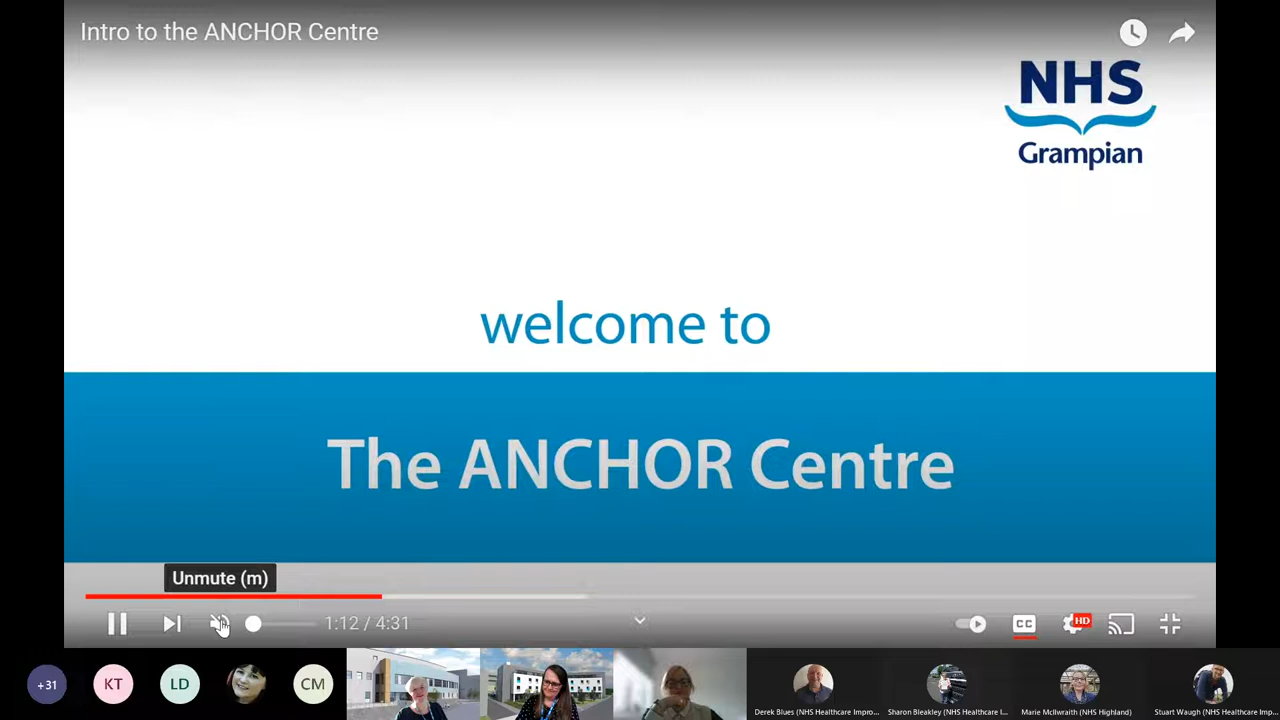 Intro to the ANCHOR Centre
NHS
Grampian
welcome to
The ANCHOR Centre
Unmute (m)
1:12 / 4:31
CC
HD
+31
KT
LD
CM
Derek Blues (NHS Healthcare Impro...
Sharon Bleakley (NHS Healthcare I...
Marie McIlwraith (NHS Highland)
Stuart Waugh (NHS Healthcare Imp...